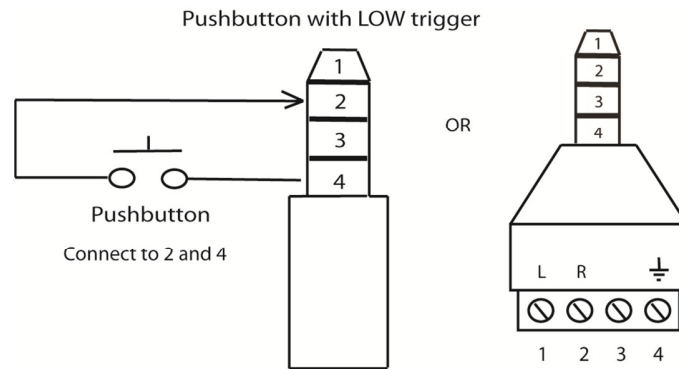 Pushbutton with LOW trigger
1
2
3
4
Pushbutton
Connect to 2 and 4
OR
1
2
3
4
L R ⏚
1 2 3 4